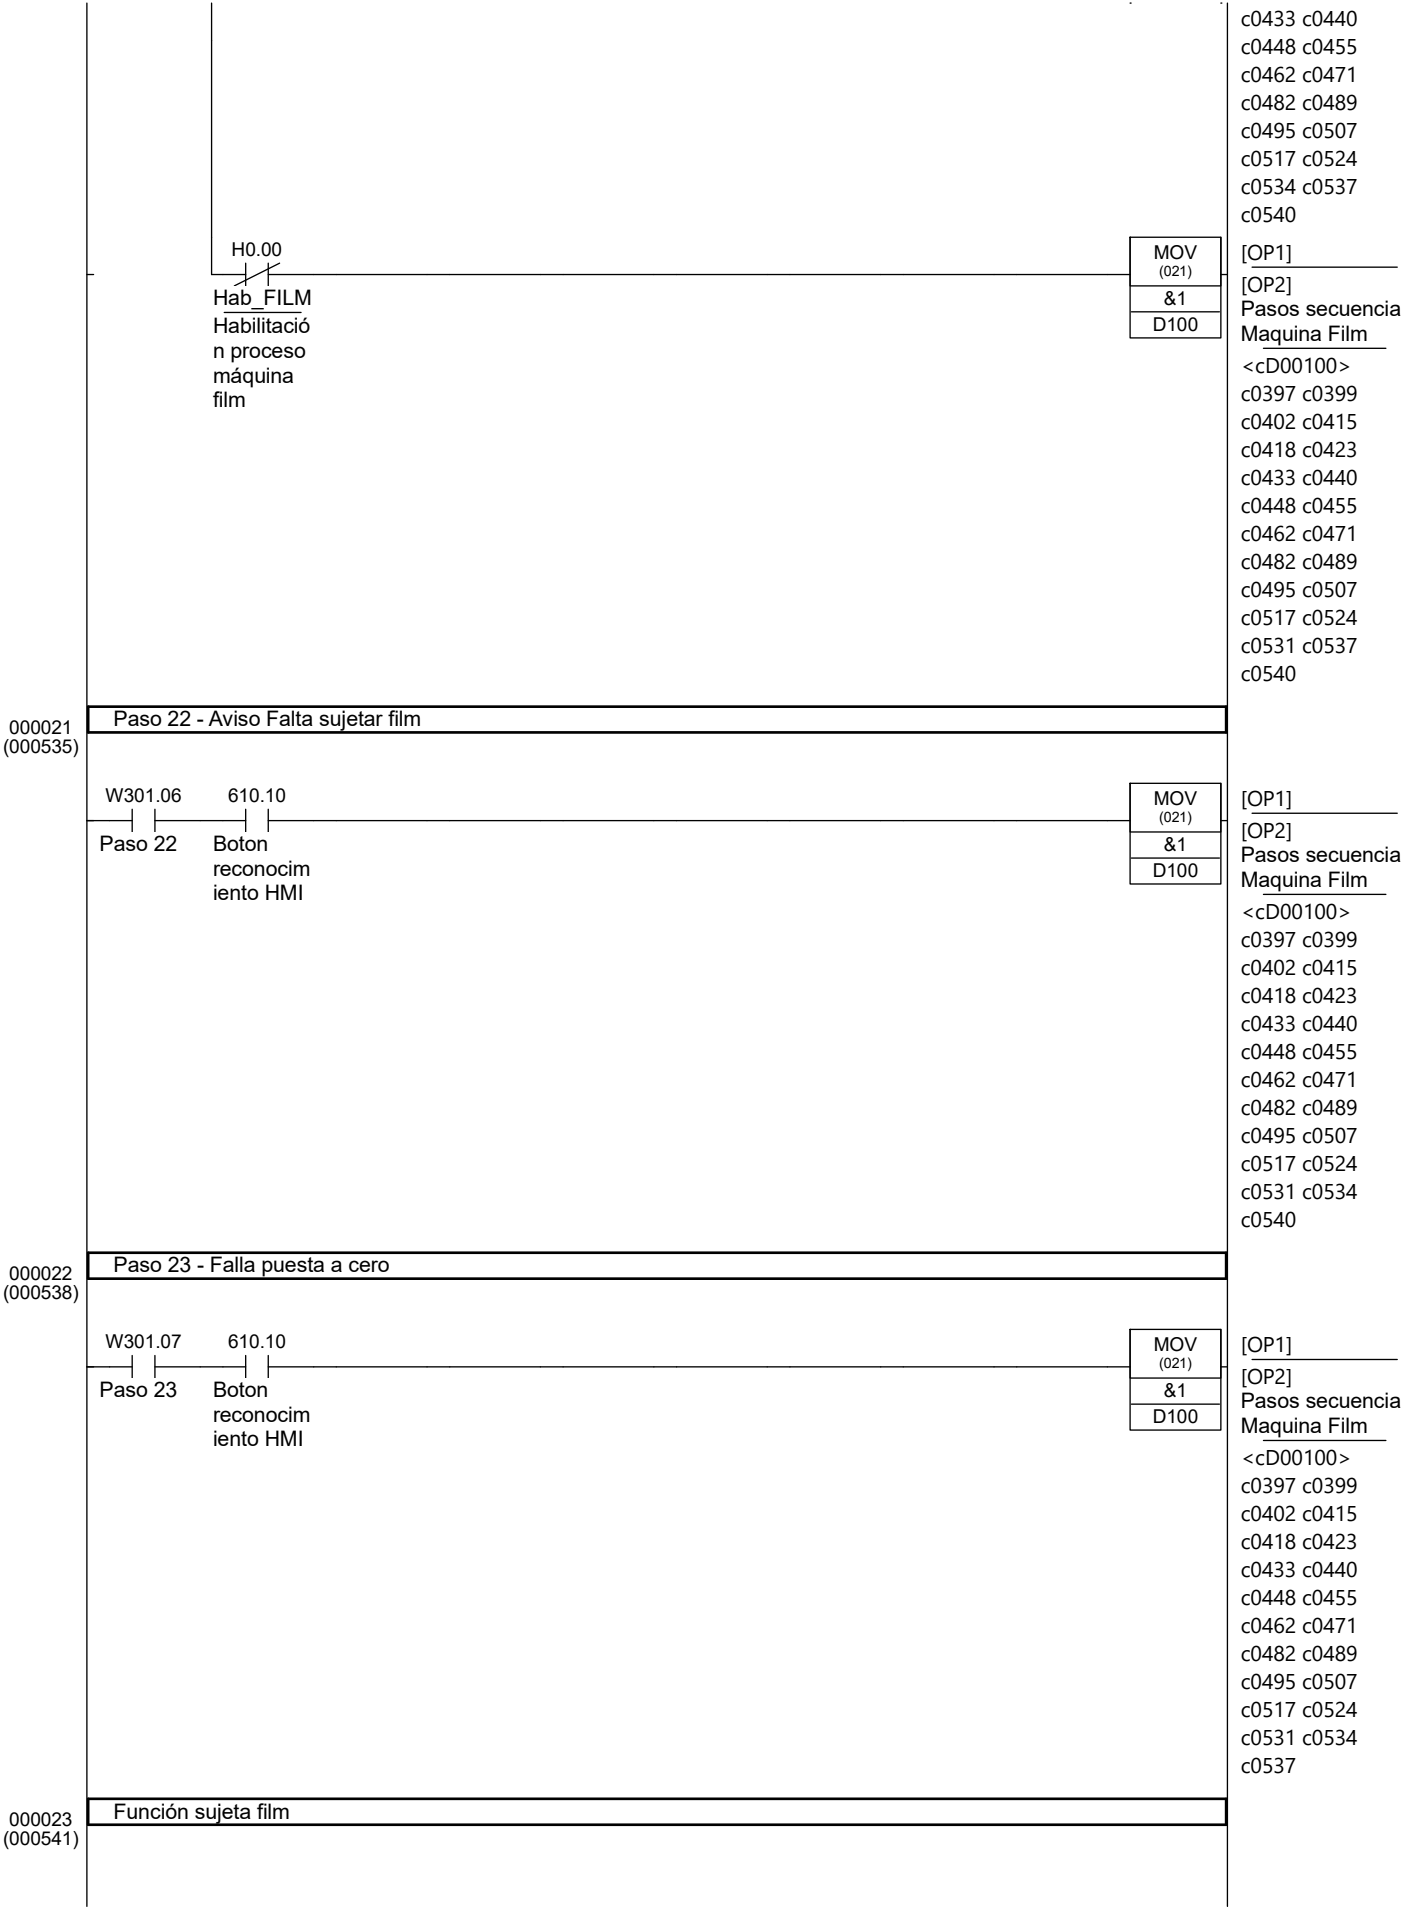 c0433 c0440
c0448 c0455
c0462 c0471
c0482 c0489
c0495 c0507
c0517 c0524
c0534 c0537
c0540
H0.00
Hab_FILM
Habilitació
n proceso
máquina
film
MOV
(021)
&1
D100
[OP1]
[OP2]
Pasos secuencia
Maquina Film
<cD00100>
c0397 c0399
c0402 c0415
c0418 c0423
c0433 c0440
c0448 c0455
c0462 c0471
c0482 c0489
c0495 c0507
c0517 c0524
c0531 c0537
c0540
000021
(000535)
Paso 22 - Aviso Falta sujetar film
W301.06
Paso 22
610.10
Boton
reconocim
iento HMI
MOV
(021)
&1
D100
[OP1]
[OP2]
Pasos secuencia
Maquina Film
<cD00100>
c0397 c0399
c0402 c0415
c0418 c0423
c0433 c0440
c0448 c0455
c0462 c0471
c0482 c0489
c0495 c0507
c0517 c0524
c0531 c0534
c0540
000022
(000538)
Paso 23 - Falla puesta a cero
W301.07
Paso 23
610.10
Boton
reconocim
iento HMI
MOV
(021)
&1
D100
[OP1]
[OP2]
Pasos secuencia
Maquina Film
<cD00100>
c0397 c0399
c0402 c0415
c0418 c0423
c0433 c0440
c0448 c0455
c0462 c0471
c0482 c0489
c0495 c0507
c0517 c0524
c0531 c0534
c0537
000023
(000541)
Función sujeta film